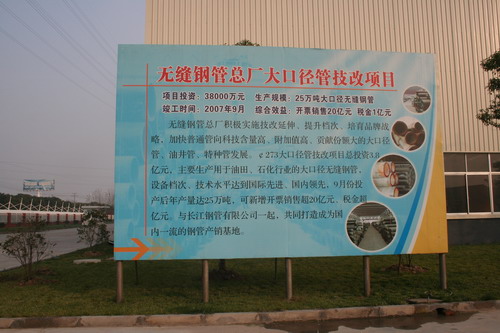 无缝钢管总厂大口径管技改项目
项目投资：38000万元 生产规模：25万吨大口径无缝钢管
竣工时间：2007年9月 综合效益：开票销售20亿元 税金1亿元
无缝钢管总厂积极实施技改延伸、提升档次、培育品牌战
略，加快普通管向科技含量高、附加值高、贡献份额大的大口径
管、油井管、特种管发展。¢273大口径管技改项目总投资3.8
亿元，主要生产用于油田、石化行业的大口径无缝钢管。
设备档次、技术水平达到国际先进、国内领先，9月份投
产后年产量达25万吨，可新增开票销售超20亿元、税金超
亿元。与长江钢管有限公司一起，共同打造成为国
内一流的钢管产销基地。